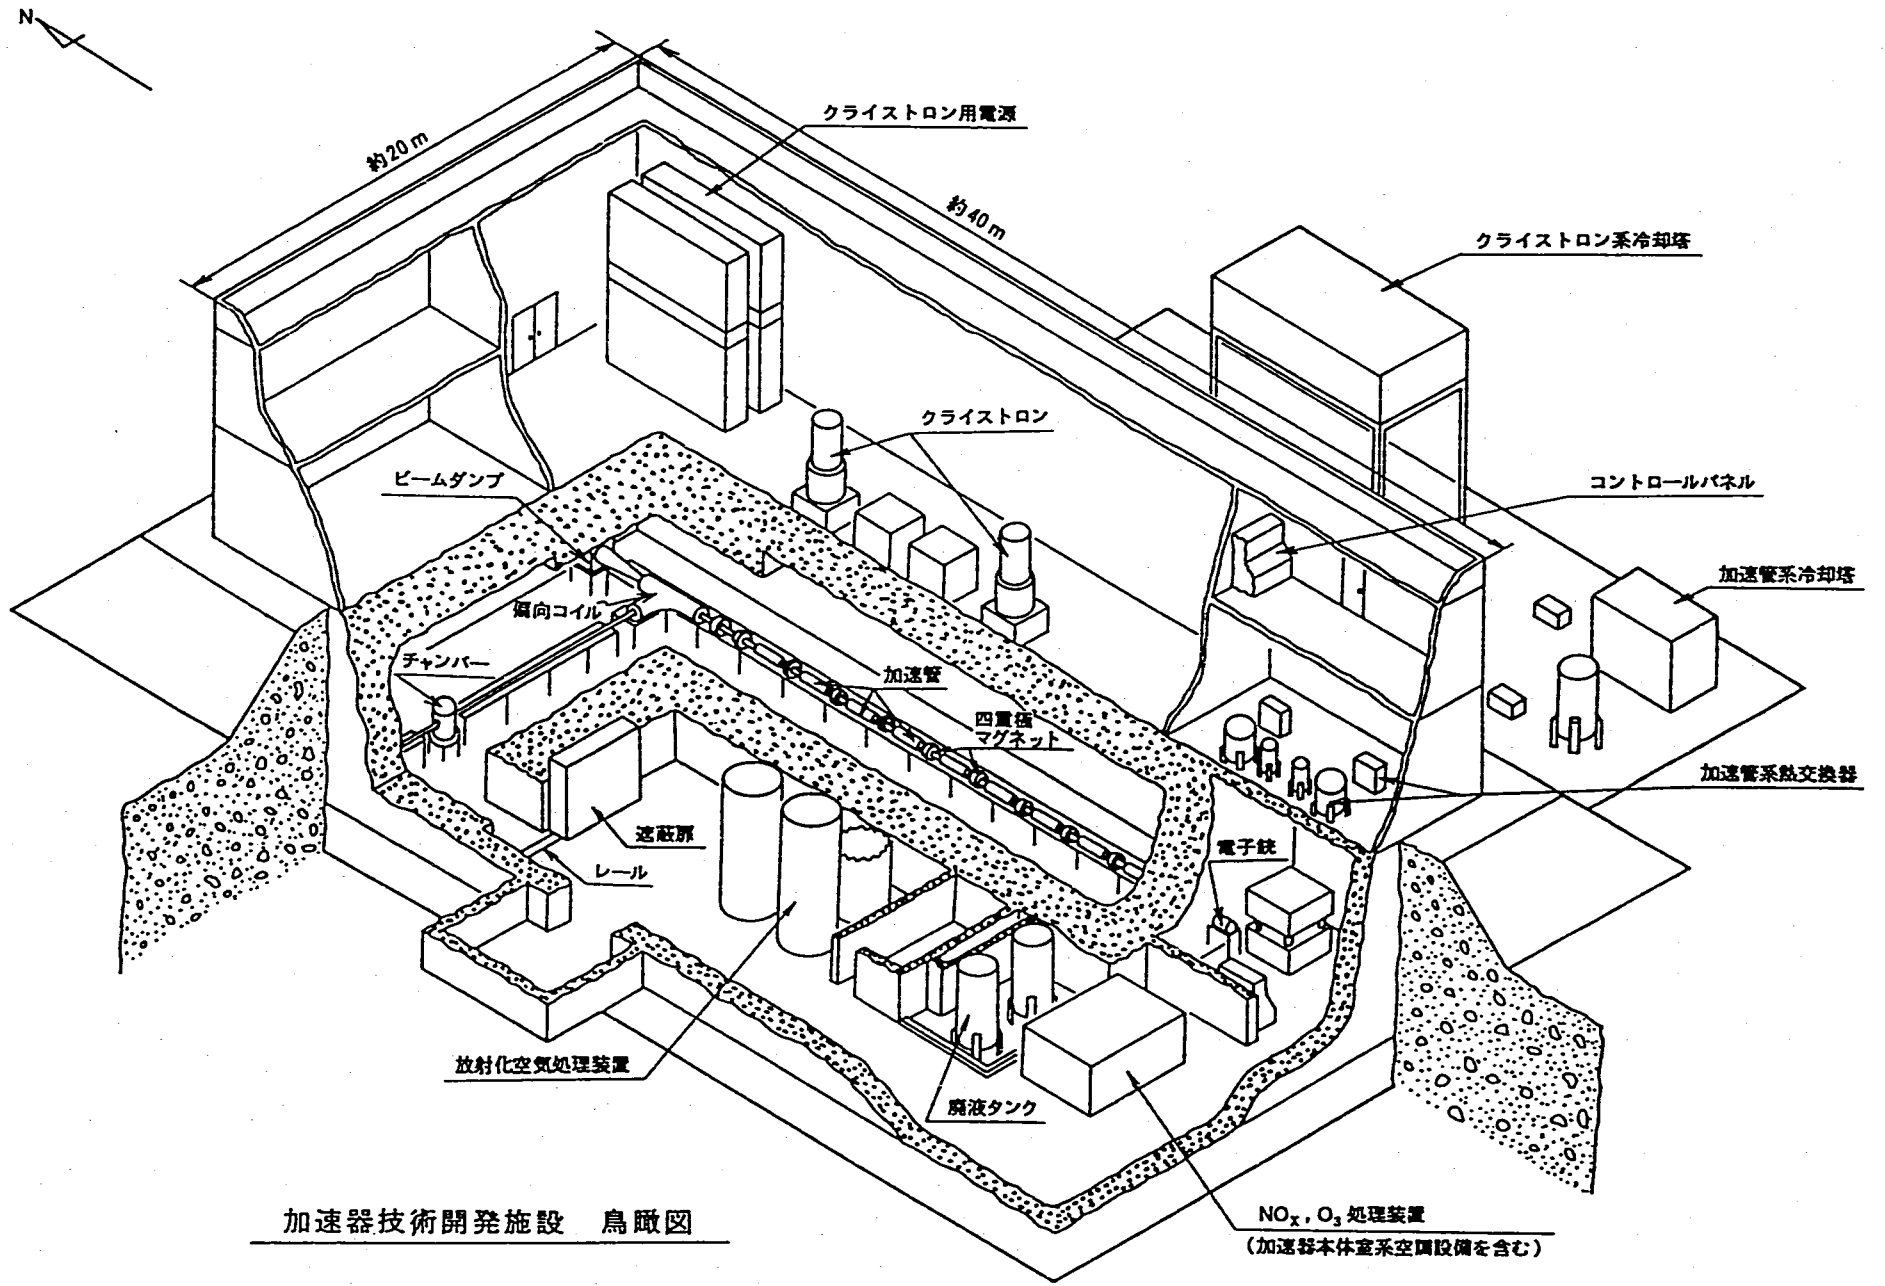 N
クライストロン用電源
約20m
約40m
クライストロン系冷却塔
クライストロン
ビームダンプ
コントロールパネル
加速管系冷却塔
偏向コイル
チャンバー
加速管
四重極
マグネット
加速管系熱交換器
遮蔽扉
電子銃
レール
放射化空気処理装置
廃液タンク
加速器技術開発施設 鳥瞰図
NOx, O3 処理装置
(加速器本体室系空調設備を含む)